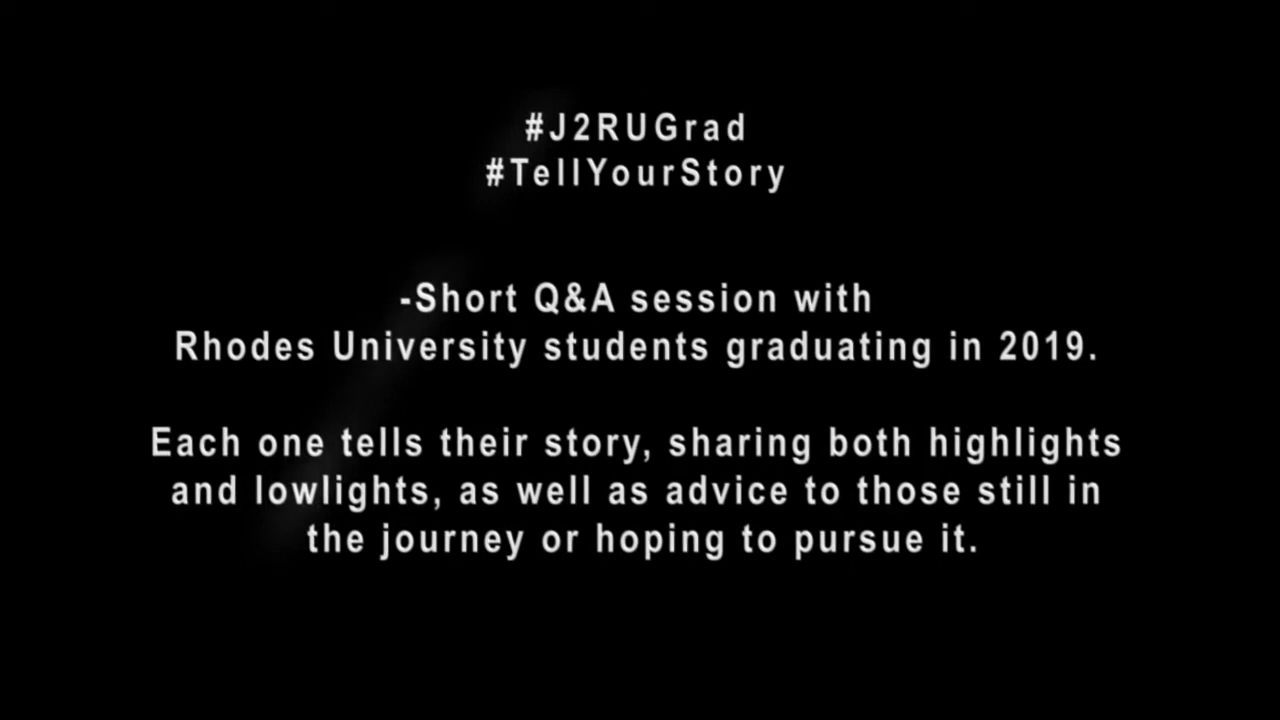 #J2RUGrad
#TellYourStory
-Short Q&A session with
Rhodes University students graduating in 2019.
Each one tells their story, sharing both highlights
and lowlights, as well as advice to those still in
the journey or hoping to pursue it.